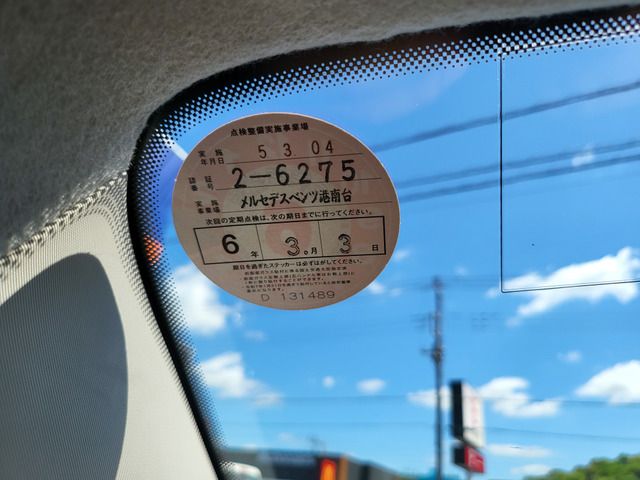 点検整備実施事業場
実施年月日 5 3 04
認証番号 2-6275
実施事業場 メルセデスベンツ港南台
次回の定期点検は、次の期日までに行ってください。
6年 3月 3日
期日を過ぎたステッカーは必ずはがしてください。
D 131489